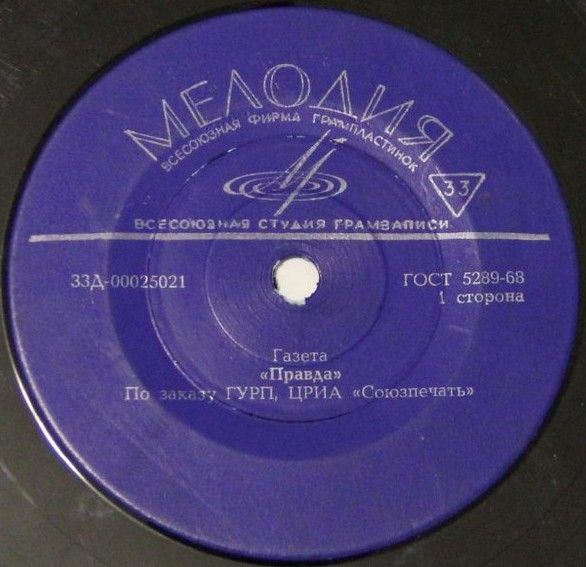 МЕЛОДИЯ
ВСЕСОЮЗНАЯ ФИРМА ГРАМПЛАСТИНОК
33
ВСЕСОЮЗНАЯ СТУДИЯ ГРАМЗАПИСИ
33Д-00025021
ГОСТ 5289-68
1 сторона
Газета
«Правда»
По заказу ГУРП, ЦРИА «Союзпечать»